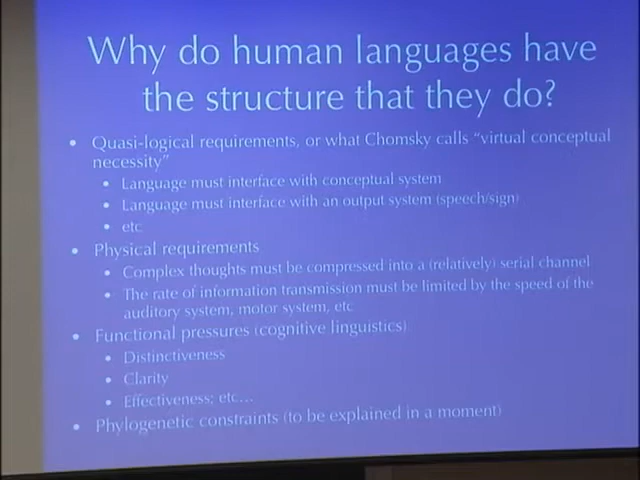 Why do human languages have
the structure that they do?
• Quasi-logical requirements, or what Chomsky calls "virtual conceptual
necessity"
• Language must interface with conceptual system
• Language must interface with an output system (speech/sign)
• etc
• Physical requirements
• Complex thoughts must be compressed into a (relatively) serial channel
• The rate of information transmission must be limited by the speed of the
auditory system, motor system, etc
• Functional pressures (cognitive linguistics)
• Distinctiveness
• Clarity
• Effectiveness; etc...
• Phylogenetic constraints (to be explained in a moment)